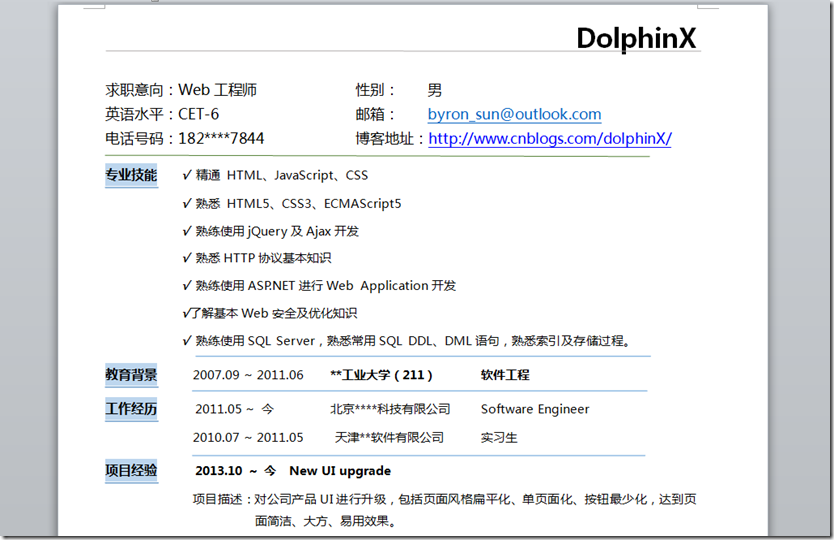 DolphinX
求职意向：Web 工程师 性别： 男
英语水平：CET-6 邮箱： byron_sun@outlook.com
电话号码：182****7844 博客地址：http://www.cnblogs.com/dolphinX/
专业技能 ✓ 精通 HTML、JavaScript、CSS
✓ 熟悉 HTML5、CSS3、ECMAScript5
✓ 熟练使用 jQuery 及 Ajax 开发
✓ 熟悉 HTTP 协议基本知识
✓ 熟练使用 ASP.NET 进行 Web Application 开发
✓了解基本 Web 安全及优化知识
✓ 熟练使用 SQL Server，熟悉常用 SQL DDL、DML 语句，熟悉索引及存储过程。
教育背景 2007.09 ~ 2011.06 **工业大学（211） 软件工程
工作经历 2011.05 ~ 今 北京****科技有限公司 Software Engineer
2010.07 ~ 2011.05 天津**软件有限公司 实习生
项目经验 2013.10 ~ 今 New UI upgrade
项目描述：对公司产品 UI 进行升级，包括页面风格扁平化、单页面化、按钮最少化，达到页
面简洁、大方、易用效果。